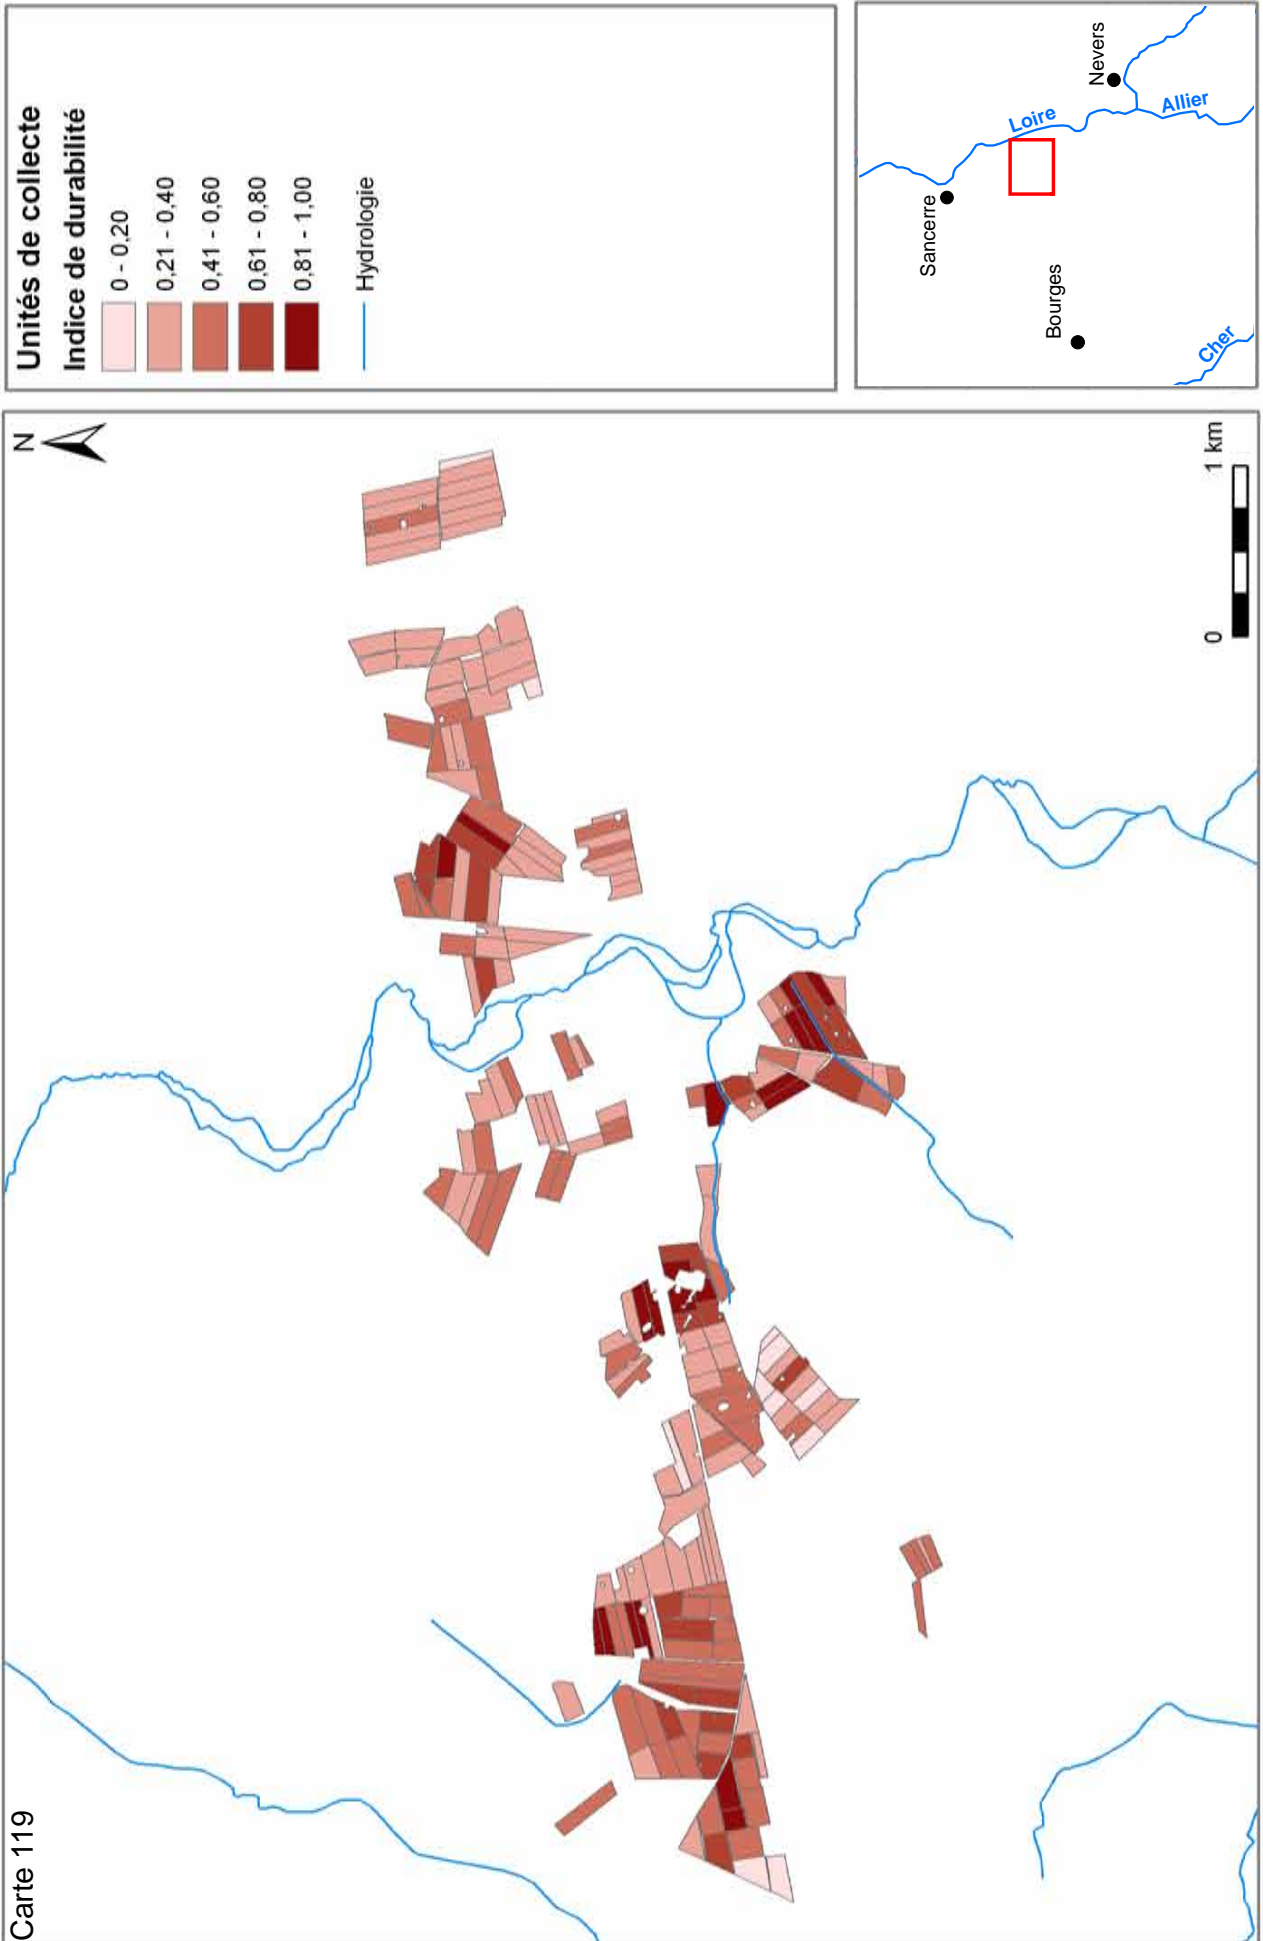 Carte 119
N
0
1 km
Unités de collecte
Indice de durabilité
0 - 0,20
0,21 - 0,40
0,41 - 0,60
0,61 - 0,80
0,81 - 1,00
Hydrologie
Sancerre
Bourges
Nevers
Loire
Allier
Cher